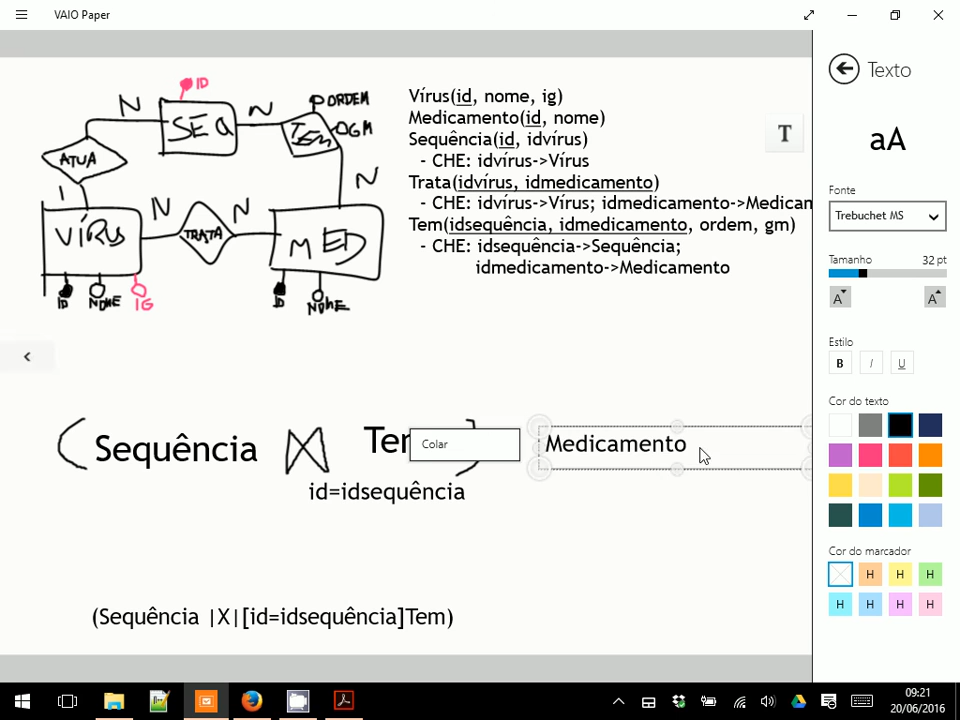 VAIO Paper
ID
N
SEQ
N
TEM
ORDEM
GM
ATUA
1
N
VÍRUS
N
TRATA
N
MED
ID
NOME
IG
ID
NOME
Vírus(id, nome, ig)
Medicamento(id, nome)
Sequência(id, idvírus)
- CHE: idvírus->Vírus
Trata(idvírus, idmedicamento)
- CHE: idvírus->Vírus; idmedicamento->Medicam
Tem(idsequência, idmedicamento, ordem, gm)
- CHE: idsequência->Sequência;
idmedicamento->Medicamento
T
( Sequência ⋈ Tem )
Colar
Medicamento
id=idsequência
(Sequência |X|[id=idsequência]Tem)
Texto
aA
Fonte
Trebuchet MS
Tamanho 32 pt
A A
Estilo
B I U
Cor do texto
Cor do marcador
H H H
H H H H
09:21
20/06/2016